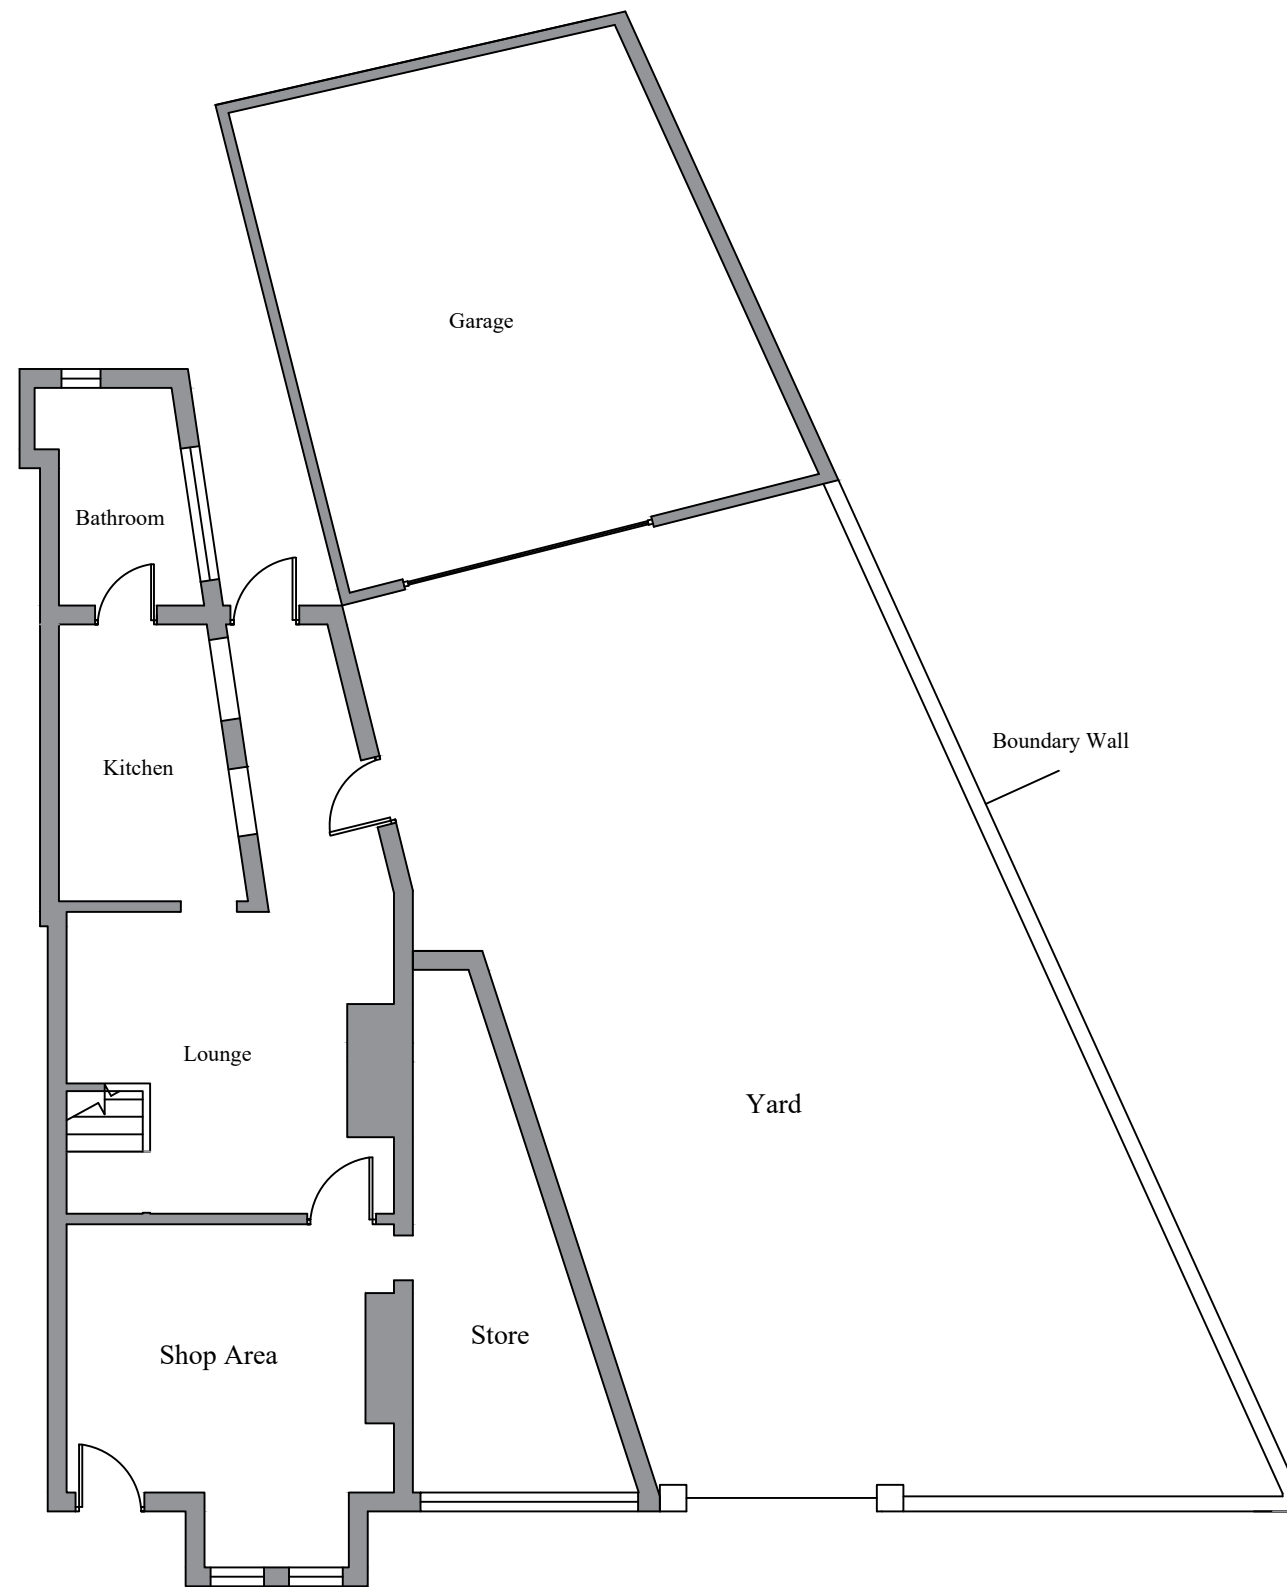 Garage
Bathroom
Boundary Wall
Kitchen
Lounge
Yard
Store
Shop Area